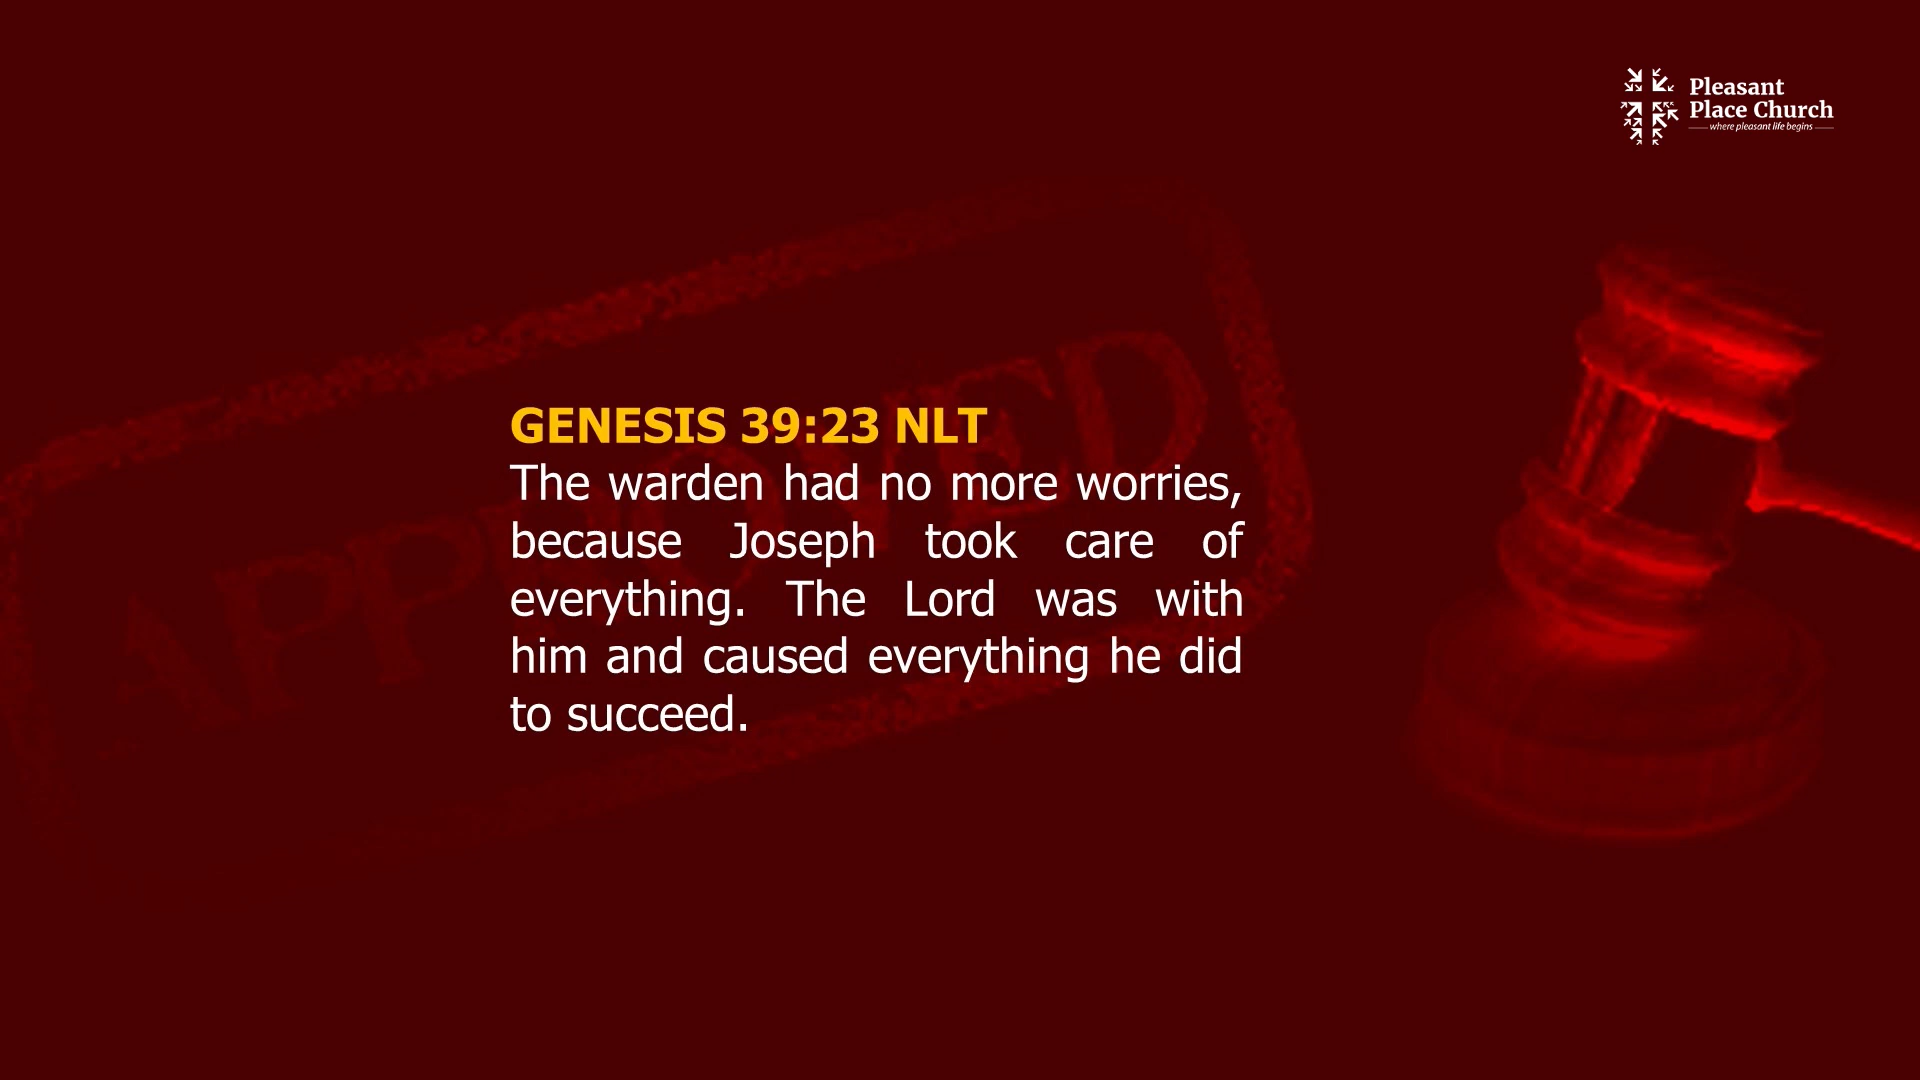 Pleasant
Place Church
where pleasant life begins
APPROVED
GENESIS 39:23 NLT
The warden had no more worries,
because Joseph took care of
everything. The Lord was with
him and caused everything he did
to succeed.